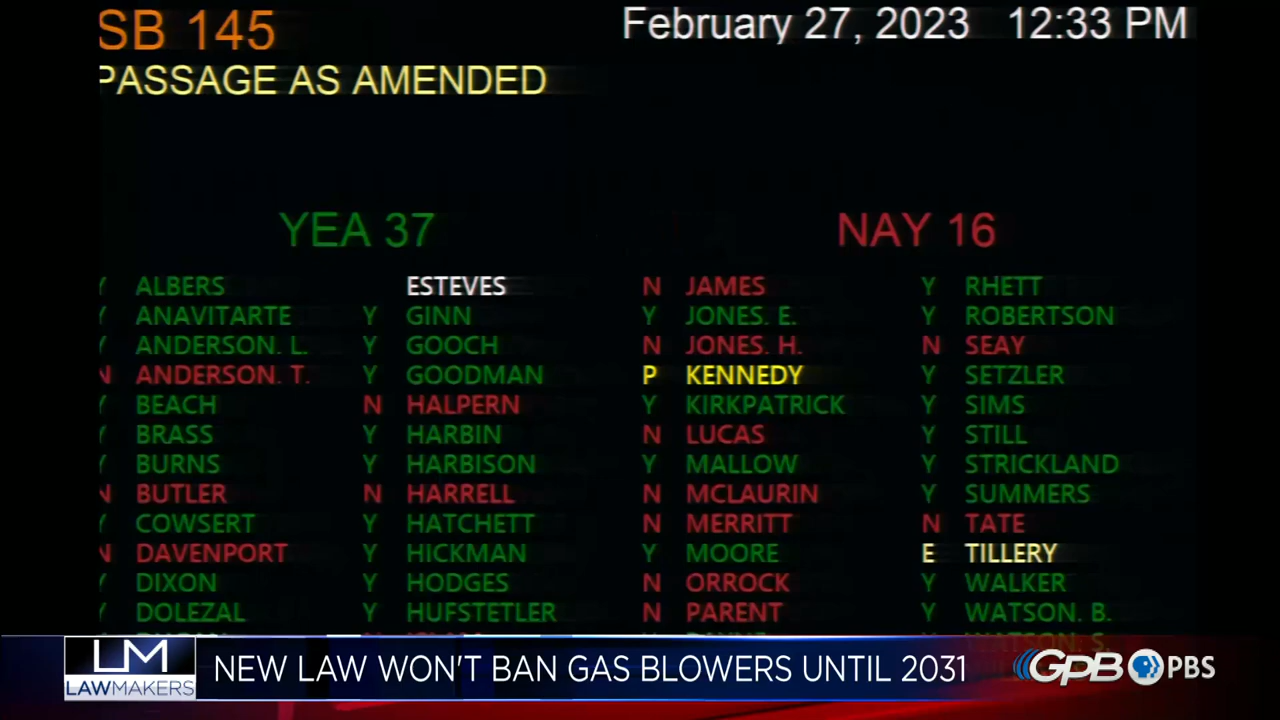 SB 145 February 27, 2023 12:33 PM
PASSAGE AS AMENDED
YEA 37 NAY 16
Y ALBERS ESTEVES N JAMES Y RHETT
Y ANAVITARTE Y GINN Y JONES. E. Y ROBERTSON
Y ANDERSON. L. Y GOOCH N JONES. H. N SEAY
N ANDERSON. T. Y GOODMAN P KENNEDY Y SETZLER
Y BEACH N HALPERN Y KIRKPATRICK Y SIMS
Y BRASS Y HARBIN N LUCAS Y STILL
Y BURNS Y HARBISON Y MALLOW Y STRICKLAND
N BUTLER N HARRELL N MCLAURIN Y SUMMERS
Y COWSERT Y HATCHETT N MERRITT N TATE
N DAVENPORT Y HICKMAN Y MOORE E TILLERY
Y DIXON Y HODGES N ORROCK Y WALKER
Y DOLEZAL Y HUFSTETLER N PARENT Y WATSON. B.
WATSON. S.
LM
LAWMAKERS
NEW LAW WON'T BAN GAS BLOWERS UNTIL 2031
GPB PBS